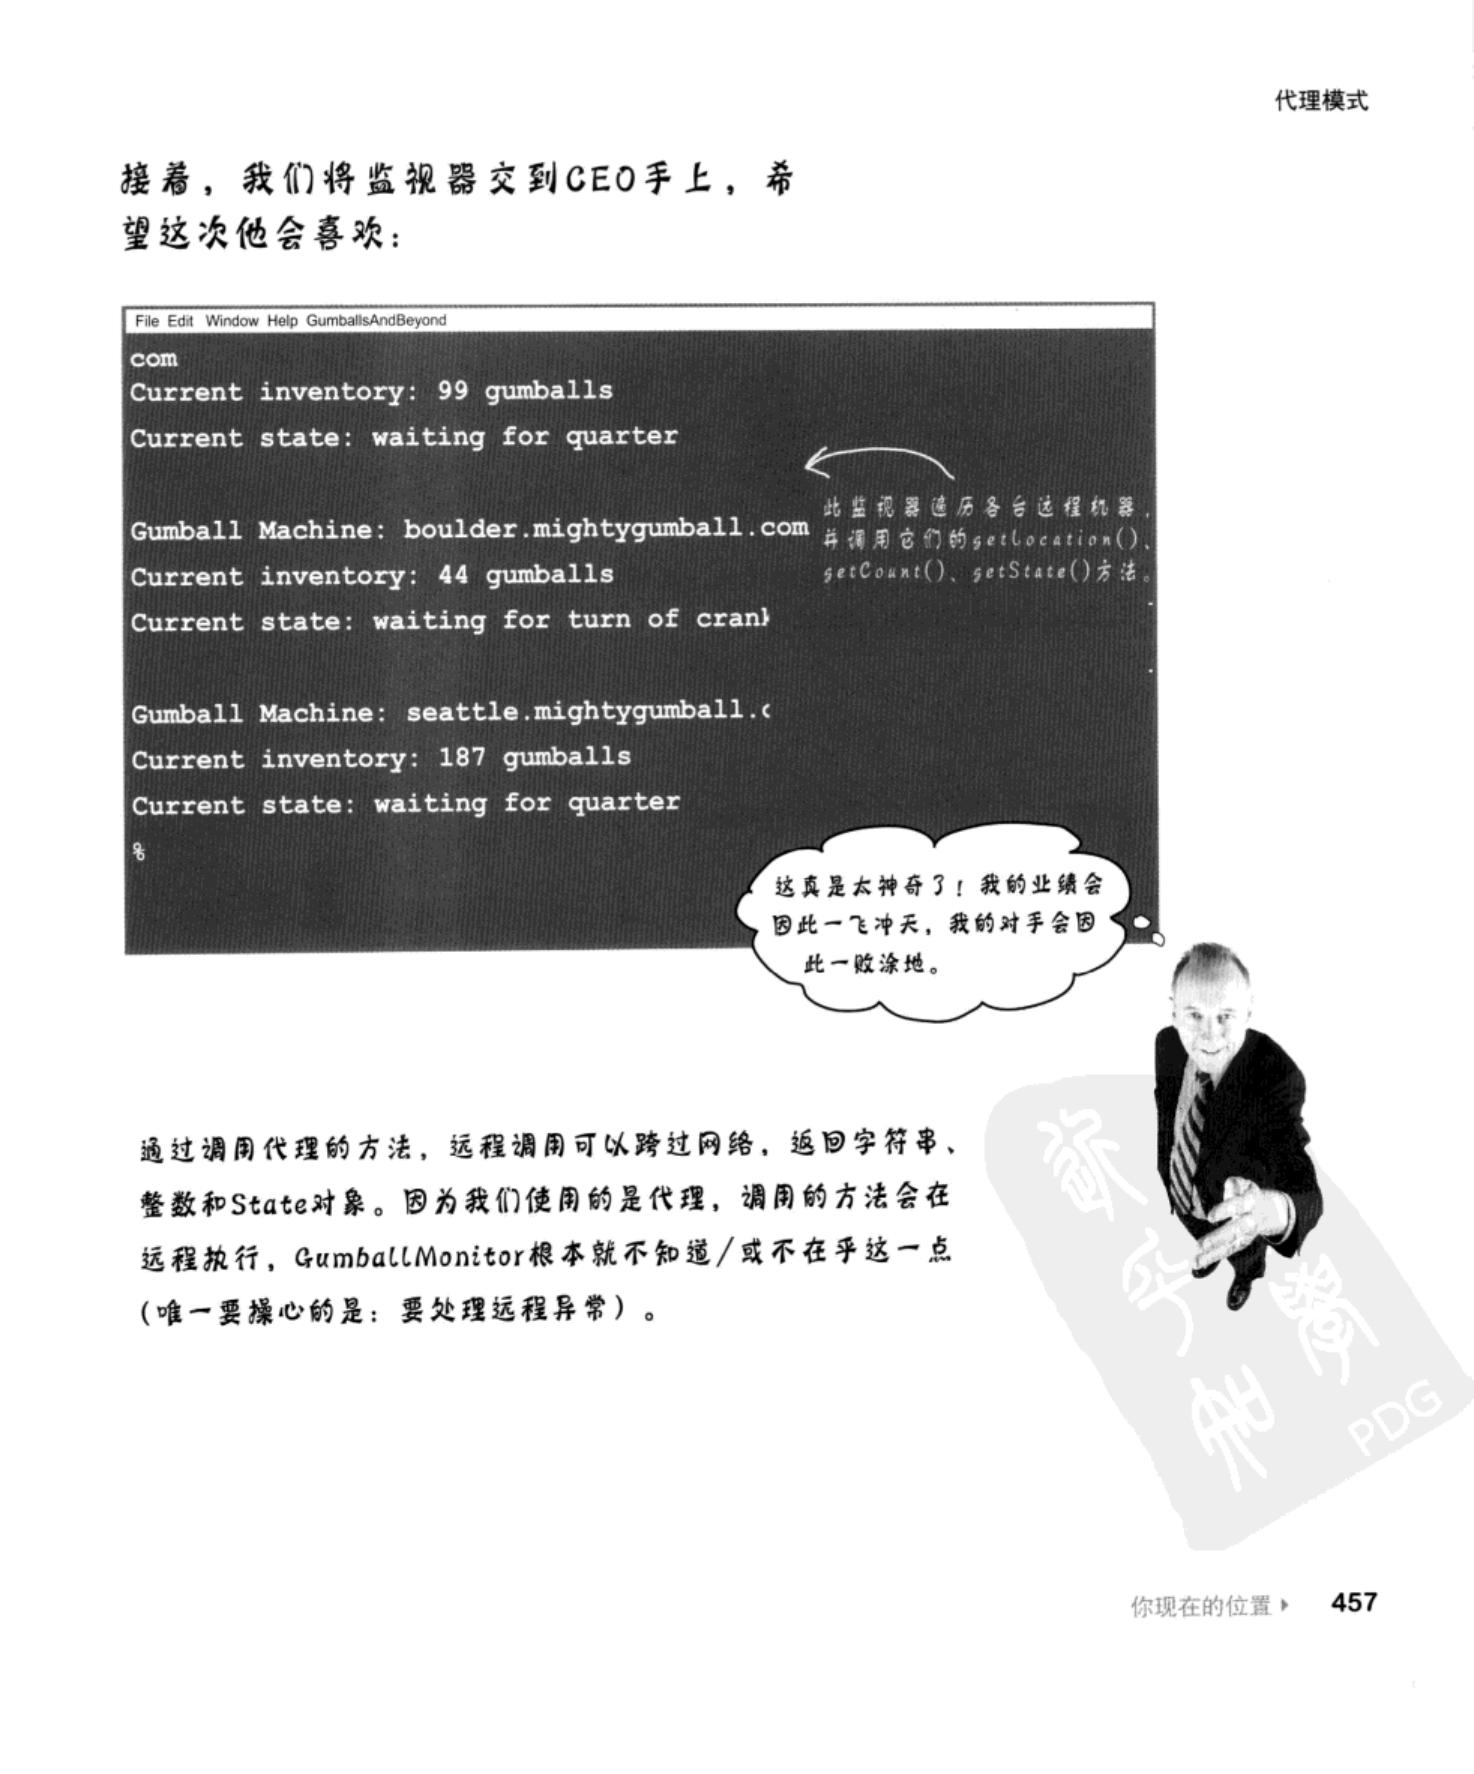 代理模式
接着，我们将监视器交到CEO手上，希
望这次他会喜欢：
File Edit Window Help GumballsAndBeyond
com
Current inventory: 99 gumballs
Current state: waiting for quarter
此监视器遍历各台远程机器，
并调用它们的getLocation()、
getCount()、getState()方法。
Gumball Machine: boulder.mightygumball.com
Current inventory: 44 gumballs
Current state: waiting for turn of crank
Gumball Machine: seattle.mightygumball.c
Current inventory: 187 gumballs
Current state: waiting for quarter
%
这真是太神奇了！我的业绩会
因此一飞冲天，我的对手会因
此一败涂地。
通过调用代理的方法，远程调用可以跨过网络，返回字符串、
整数和State对象。因为我们使用的是代理，调用的方法会在
远程执行，GumballMonitor根本就不知道/或不在乎这一点
（唯一要操心的是：要处理远程异常）。
PDG
你现在的位置 457